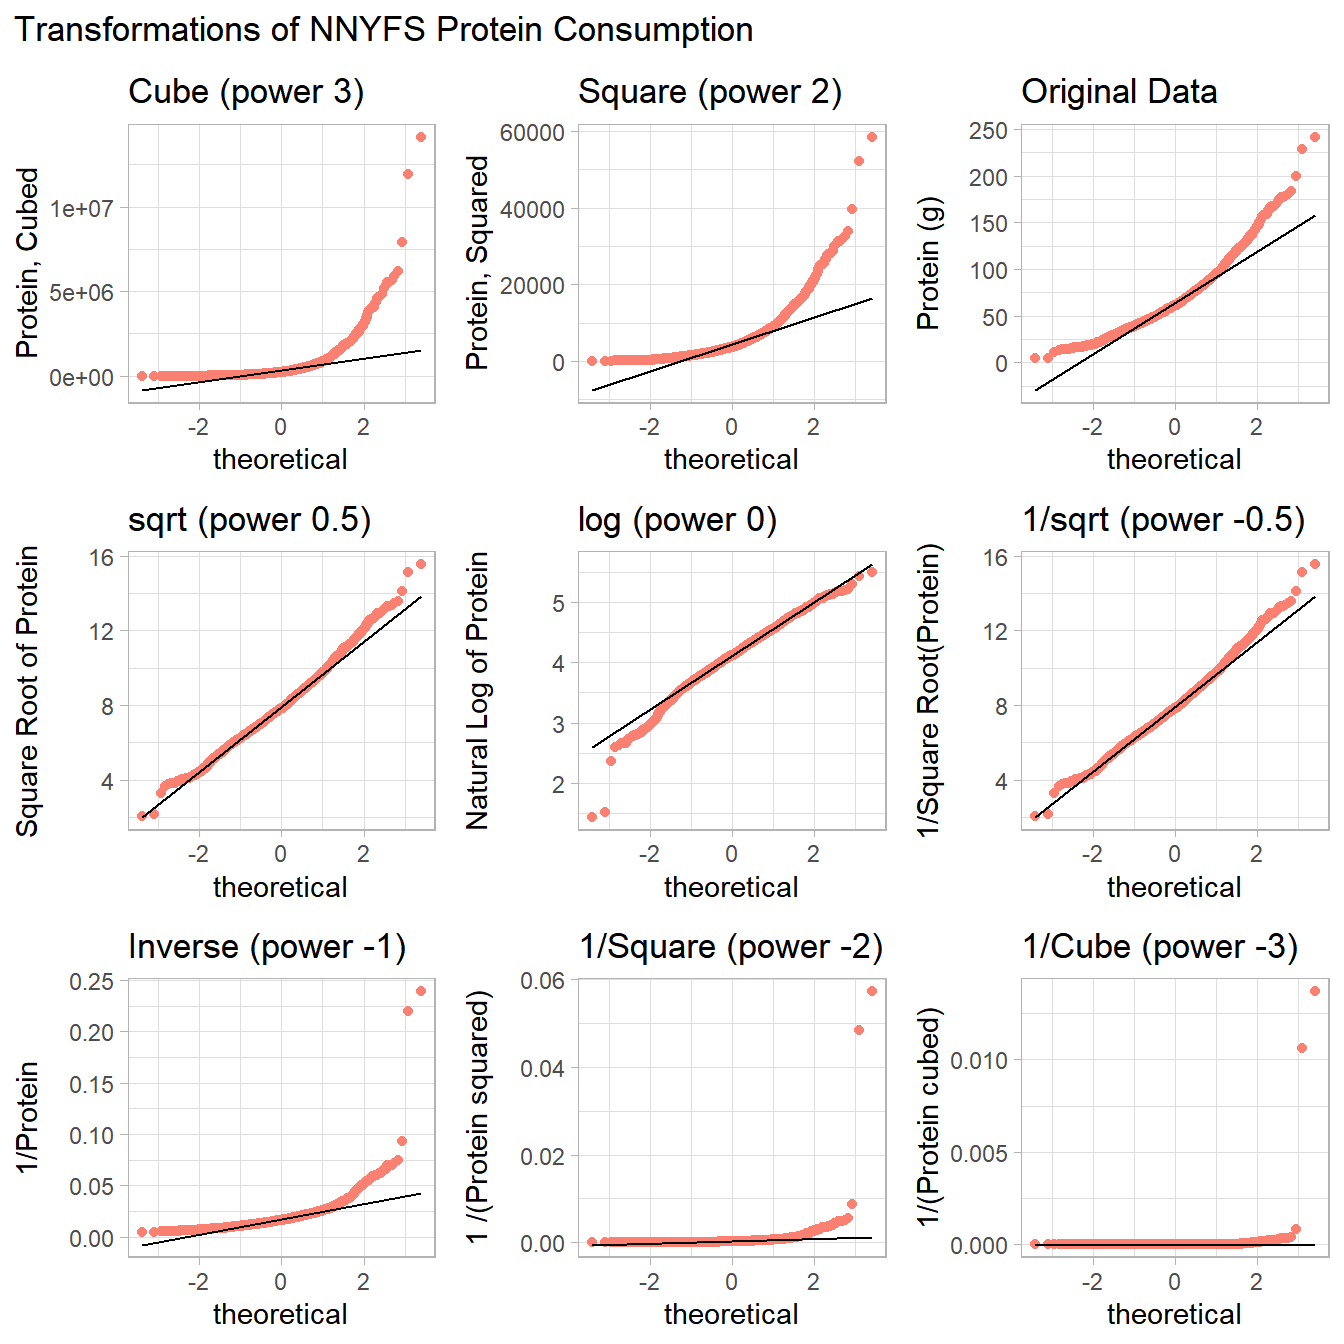 Transformations of NNYFS Protein Consumption
Cube (power 3)
Protein, Cubed
1e+07
5e+06
0e+00
-2 0 2
theoretical
Square (power 2)
Protein, Squared
60000
40000
20000
0
-2 0 2
theoretical
Original Data
Protein (g)
250
200
150
100
50
0
-2 0 2
theoretical
sqrt (power 0.5)
Square Root of Protein
16
12
8
4
-2 0 2
theoretical
log (power 0)
Natural Log of Protein
5
4
3
2
-2 0 2
theoretical
1/sqrt (power -0.5)
1/Square Root(Protein)
16
12
8
4
-2 0 2
theoretical
Inverse (power -1)
1/Protein
0.25
0.20
0.15
0.10
0.05
0.00
-2 0 2
theoretical
1/Square (power -2)
1 /(Protein squared)
0.06
0.04
0.02
0.00
-2 0 2
theoretical
1/Cube (power -3)
1/(Protein cubed)
0.010
0.005
0.000
-2 0 2
theoretical